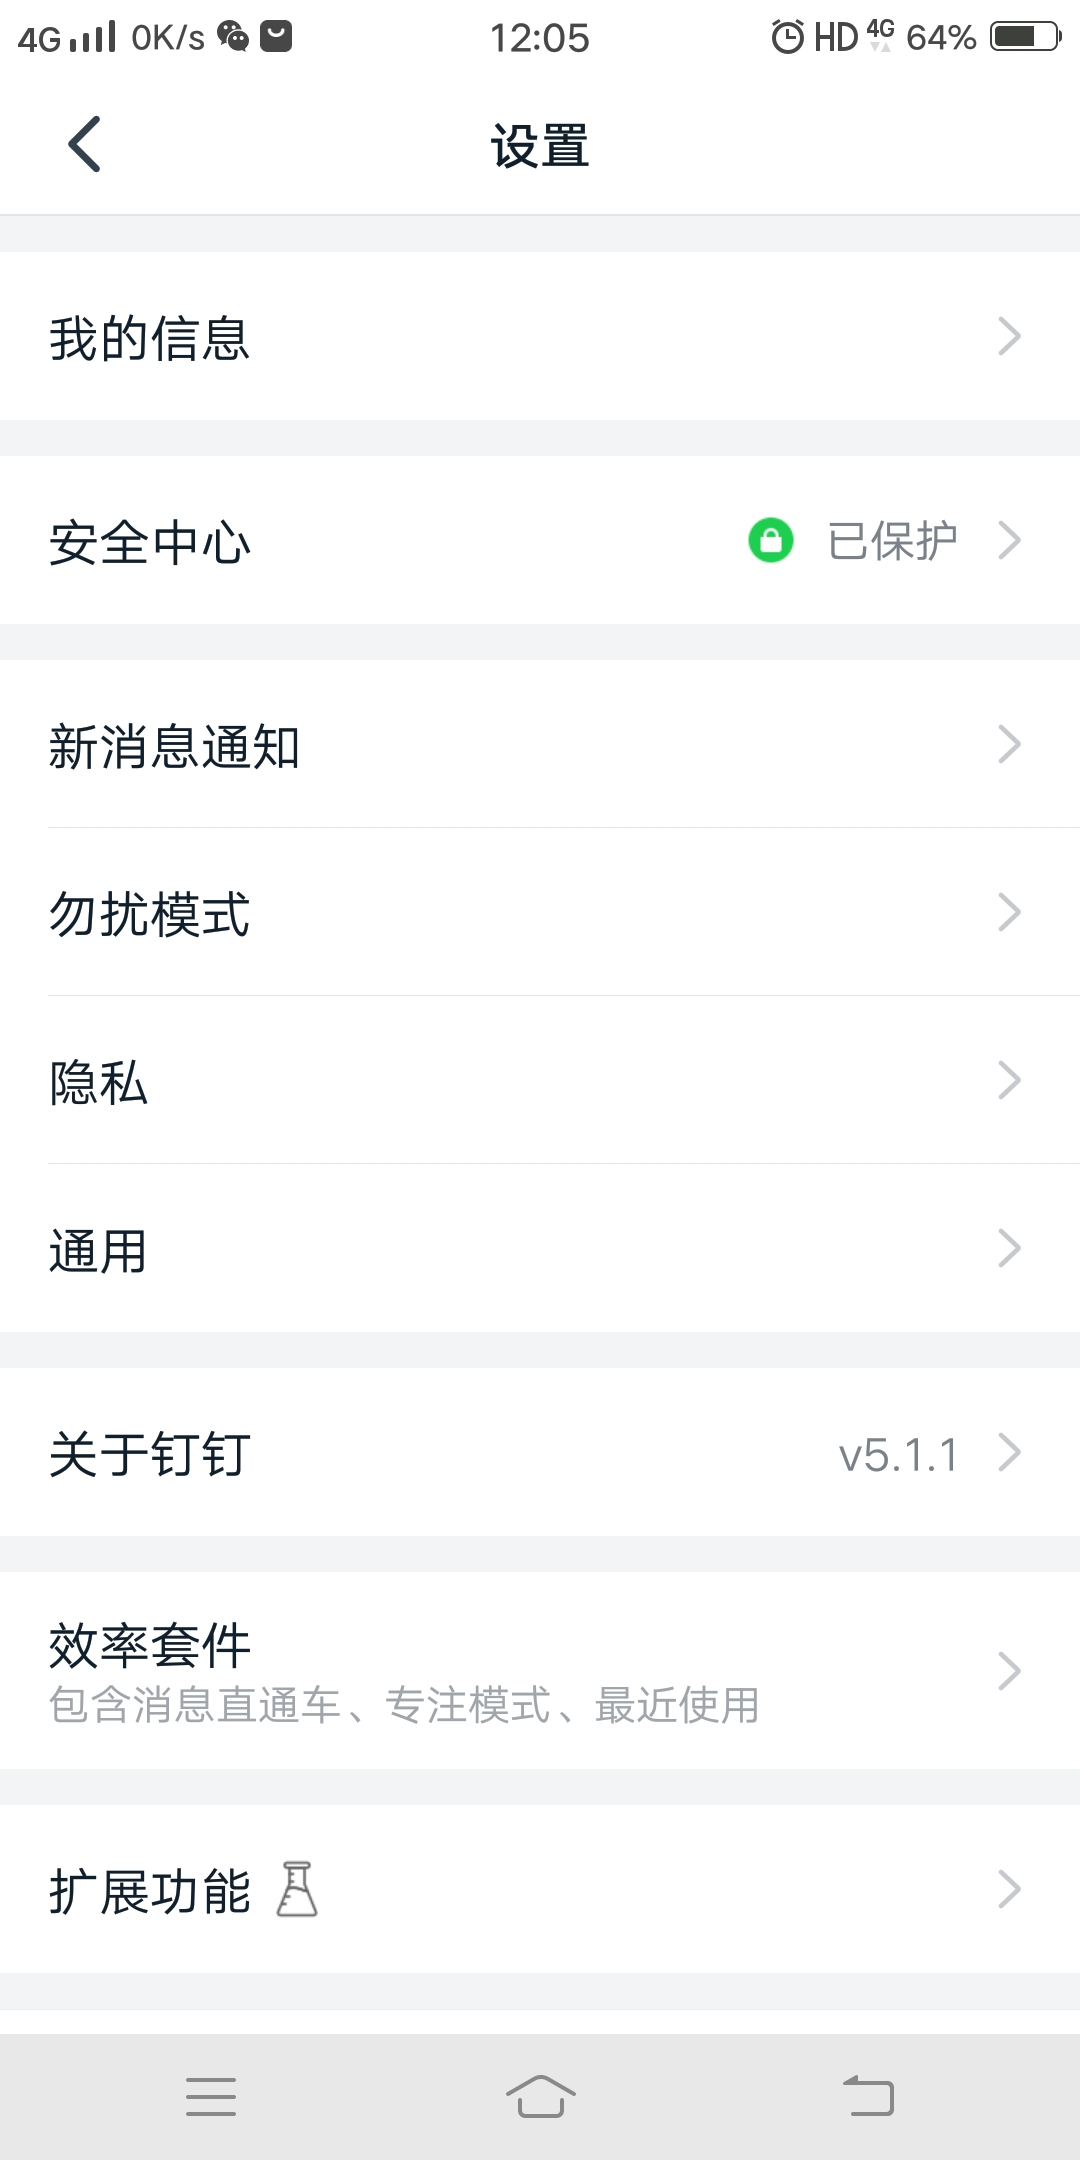 4G 0K/s 12:05 HD 4G 64%
设置
我的信息
安全中心 已保护
新消息通知
勿扰模式
隐私
通用
关于钉钉 v5.1.1
效率套件
包含消息直通车、专注模式、最近使用
扩展功能